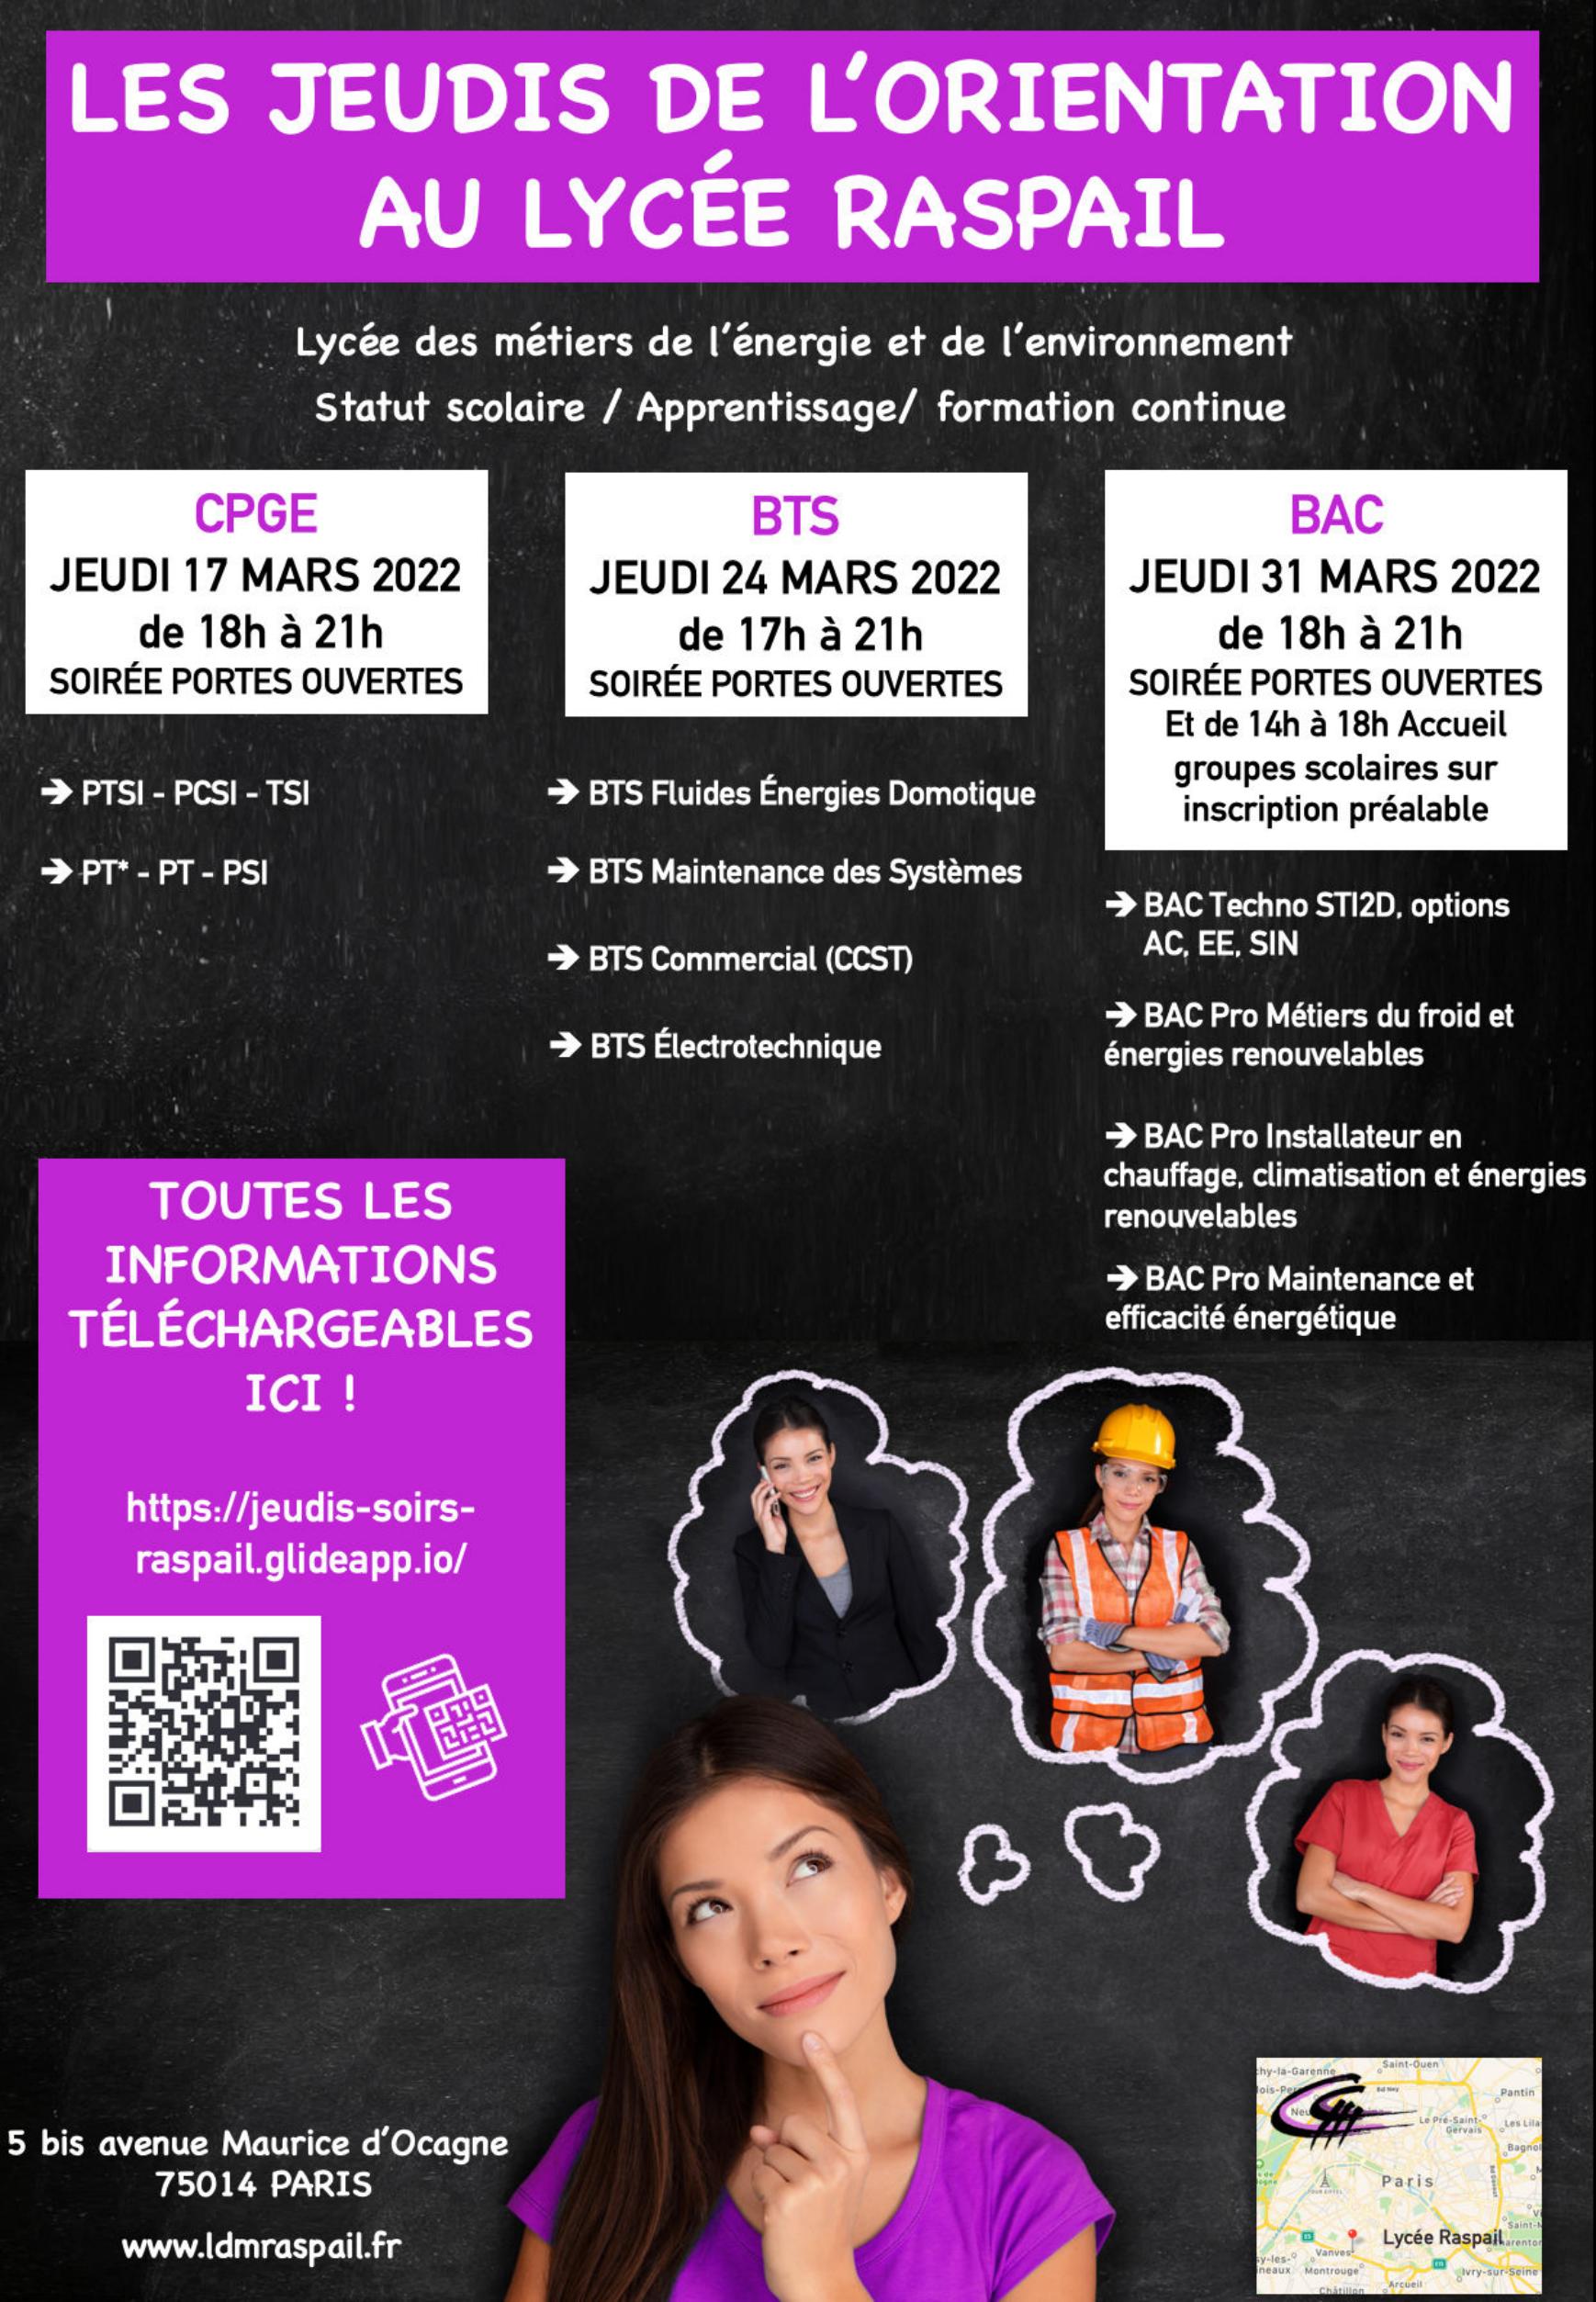 LES JEUDIS DE L'ORIENTATION
AU LYCÉE RASPAIL
Lycée des métiers de l'énergie et de l'environnement
Statut scolaire / Apprentissage/ formation continue
CPGE
JEUDI 17 MARS 2022
de 18h à 21h
SOIRÉE PORTES OUVERTES
➔ PTSI - PCSI - TSI
➔ PT* - PT - PSI
BTS
JEUDI 24 MARS 2022
de 17h à 21h
SOIRÉE PORTES OUVERTES
➔ BTS Fluides Énergies Domotique
➔ BTS Maintenance des Systèmes
➔ BTS Commercial (CCST)
➔ BTS Électrotechnique
BAC
JEUDI 31 MARS 2022
de 18h à 21h
SOIRÉE PORTES OUVERTES
Et de 14h à 18h Accueil
groupes scolaires sur
inscription préalable
➔ BAC Techno STI2D, options
AC, EE, SIN
➔ BAC Pro Métiers du froid et
énergies renouvelables
➔ BAC Pro Installateur en
chauffage, climatisation et énergies
renouvelables
➔ BAC Pro Maintenance et
efficacité énergétique
TOUTES LES
INFORMATIONS
TÉLÉCHARGEABLES
ICI !
https://jeudis-soirs-
raspail.glideapp.io/
5 bis avenue Maurice d'Ocagne
75014 PARIS
www.ldmraspail.fr
hy-la-Garenne
Saint-Ouen
Pantin
Le Pré-Saint-
Gervais
Les Lila
Bagnol
Paris
Lycée Raspail
Vanves
Montrouge
Ivry-sur-Seine
Arcueil
Châtillon